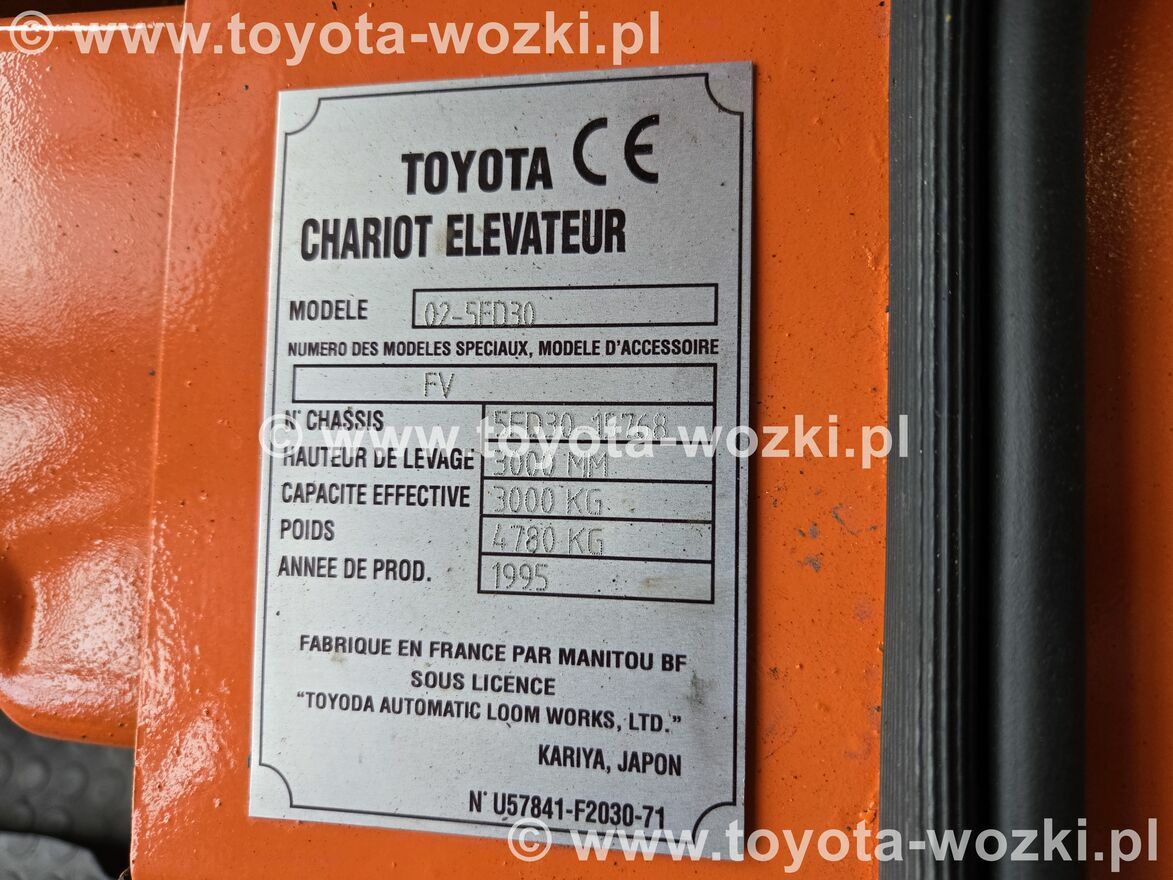 © www.toyota-wozki.pl
TOYOTA CE
CHARIOT ELEVATEUR
MODELE 02-5FD30
NUMERO DES MODELES SPECIAUX, MODELE D'ACCESSOIRE
FV
N° CHASSIS
© www.toyota-wozki.pl
HAUTEUR DE LEVAGE 3000 MM
CAPACITE EFFECTIVE 3000 KG
POIDS 4780 KG
ANNEE DE PROD. 1995
FABRIQUE EN FRANCE PAR MANITOU BF
SOUS LICENCE
"TOYODA AUTOMATIC LOOM WORKS, LTD."
KARIYA, JAPON
N° U57841-F2030-71
© www.toyota-wozki.pl